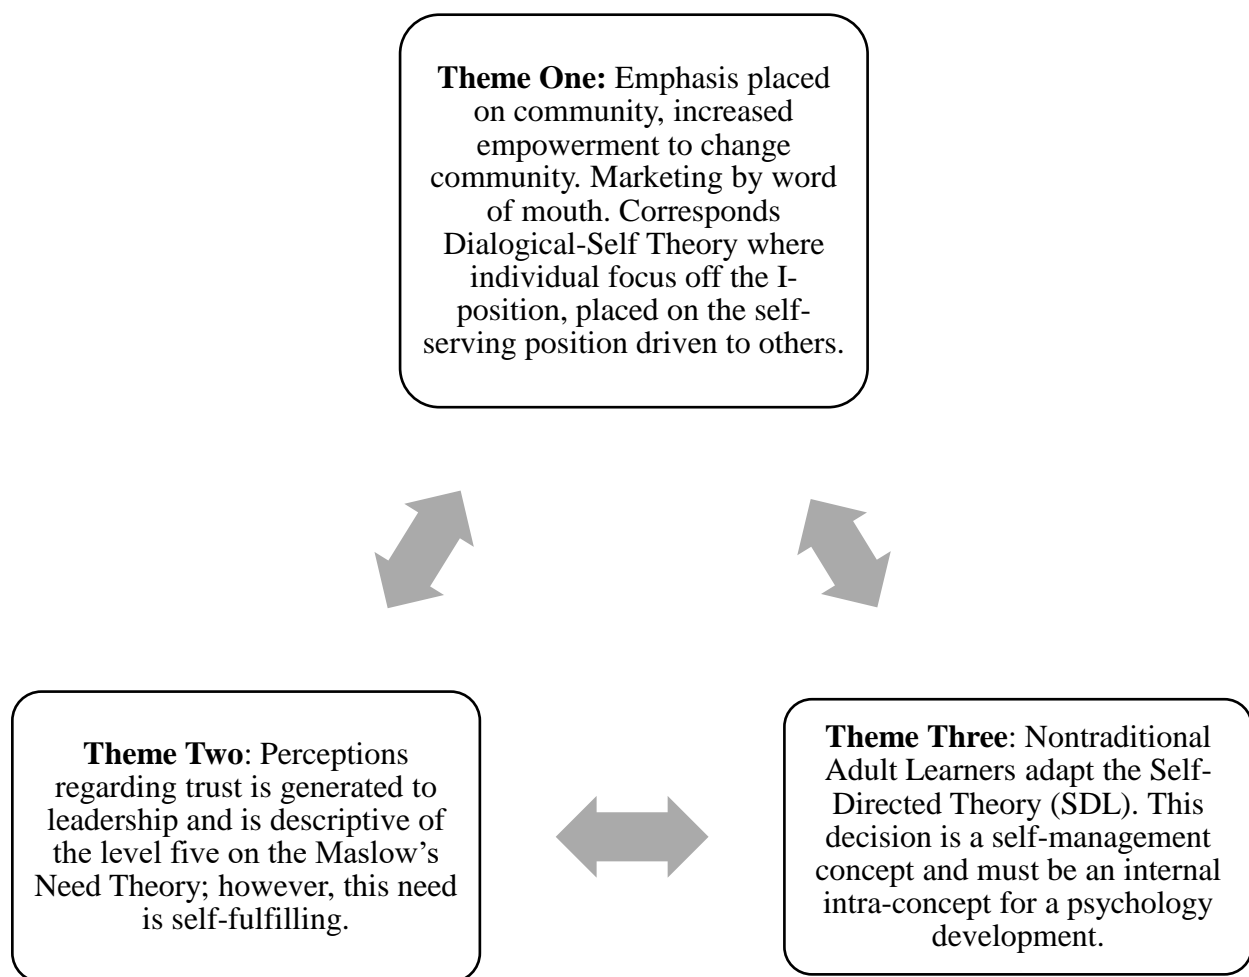 Theme One: Emphasis placed
on community, increased
empowerment to change
community. Marketing by word
of mouth. Corresponds
Dialogical-Self Theory where
individual focus off the I-
position, placed on the self-
serving position driven to others.
Theme Two: Perceptions
regarding trust is generated to
leadership and is descriptive of
the level five on the Maslow’s
Need Theory; however, this need
is self-fulfilling.
Theme Three: Nontraditional
Adult Learners adapt the Self-
Directed Theory (SDL). This
decision is a self-management
concept and must be an internal
intra-concept for a psychology
development.